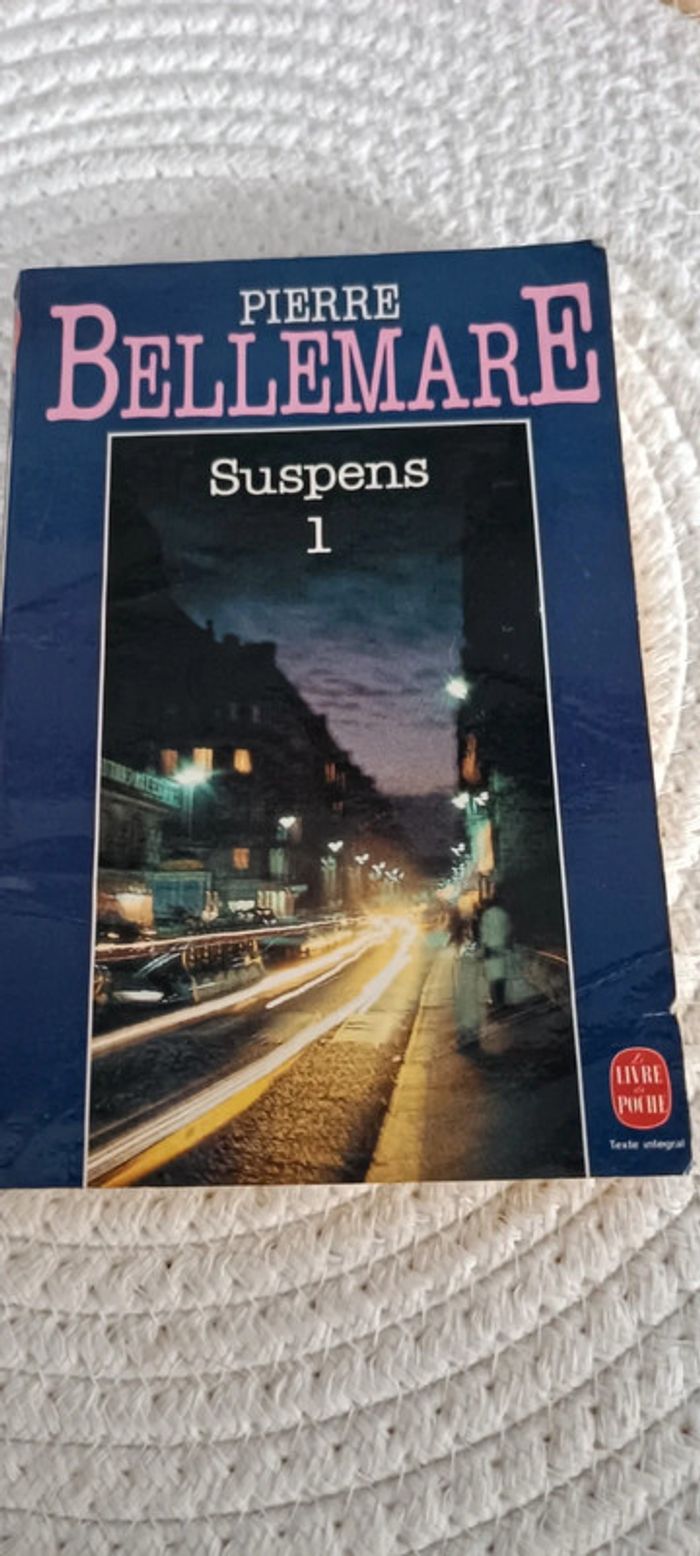 PIERRE
BELLEMARE
Suspens
1
Le
LIVRE
de
POCHE
Texte intégral